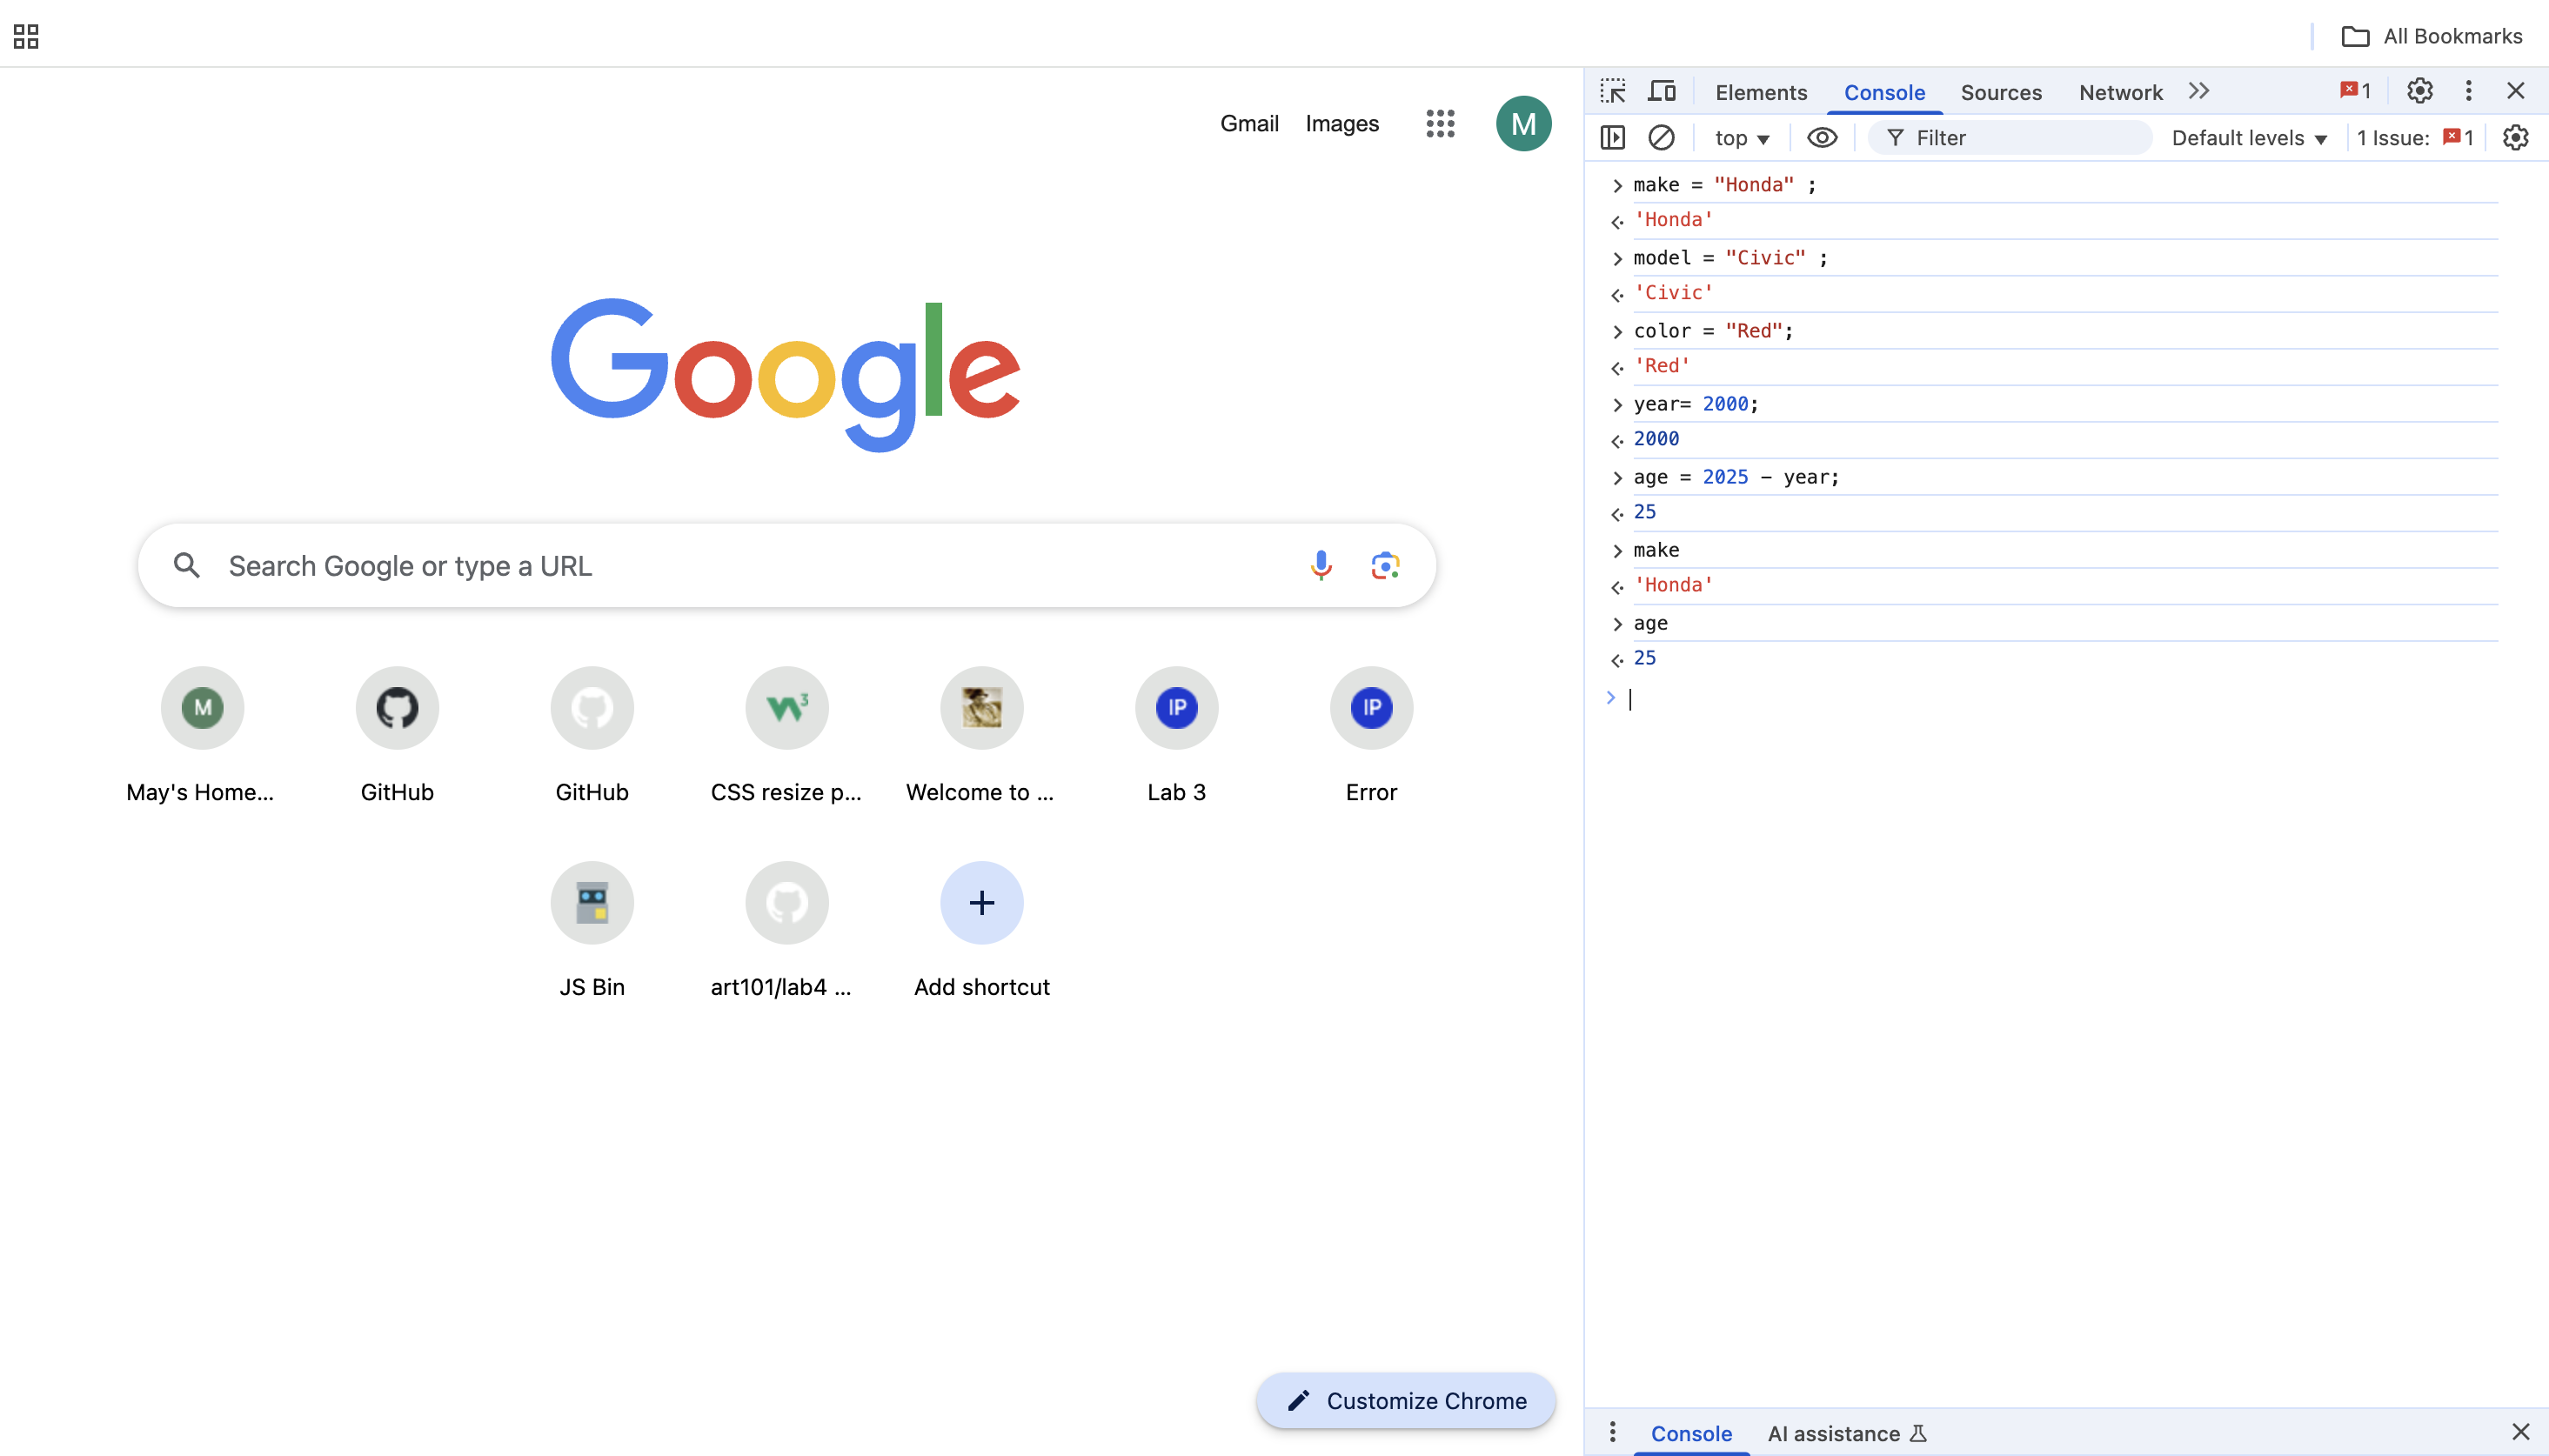 All Bookmarks
Gmail Images M
Google
Search Google or type a URL
M
W3
IP
IP
May's Home...
GitHub
GitHub
CSS resize p...
Welcome to ...
Lab 3
Error
JS Bin
art101/lab4 ...
Add shortcut
Customize Chrome
Elements Console Sources Network 1
top Filter Default levels 1 Issue: 1
make = "Honda" ;
'Honda'
model = "Civic" ;
'Civic'
color = "Red";
'Red'
year= 2000;
2000
age = 2025 - year;
25
make
'Honda'
age
25
Console AI assistance